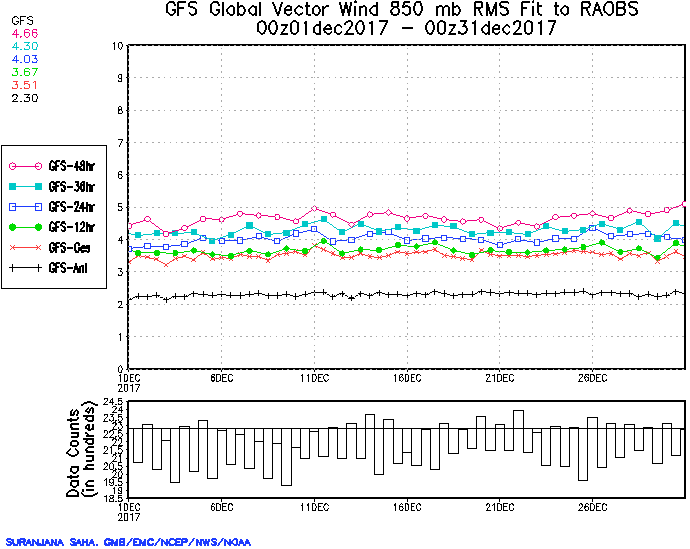 GFS Global Vector Wind 850 mb RMS Fit to RAOBS
00z01dec2017 - 00z31dec2017
GFS
4.66
4.30
4.03
3.67
3.51
2.30
GFS-48hr
GFS-36hr
GFS-24hr
GFS-12hr
GFS-Ges
GFS-Anl
10
9
8
7
6
5
4
3
2
1
0
1DEC
2017
6DEC
11DEC
16DEC
21DEC
26DEC
Data Counts
(in hundreds)
24.5
24
23.5
23
22.5
22
21.5
21
20.5
20
19.5
19
18.5
1DEC
2017
6DEC
11DEC
16DEC
21DEC
26DEC
SURANJANA SAHA, GMB/EMC/NCEP/NWS/NOAA